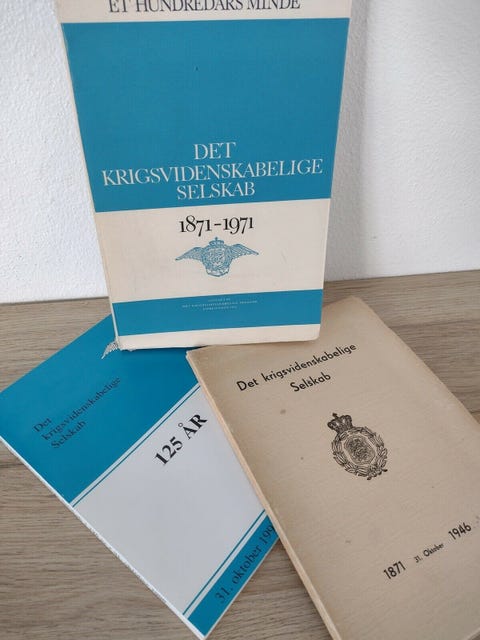 ET HUNDREDÅRS MINDE
DET
KRIGSVIDENSKABELIGE
SELSKAB
1871-1971
Det
krigsvidenskabelige
Selskab
125 ÅR
31. oktober 199
Det krigsvidenskabelige
Selskab
1871 31. Oktober 1946